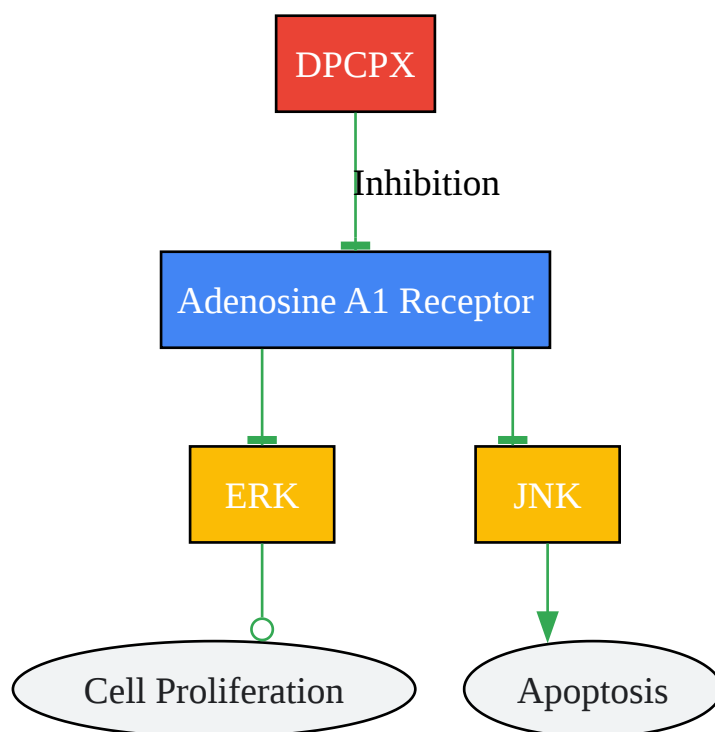 DPCPX
Inhibition
Adenosine A1 Receptor
ERK
JNK
Cell Proliferation
Apoptosis